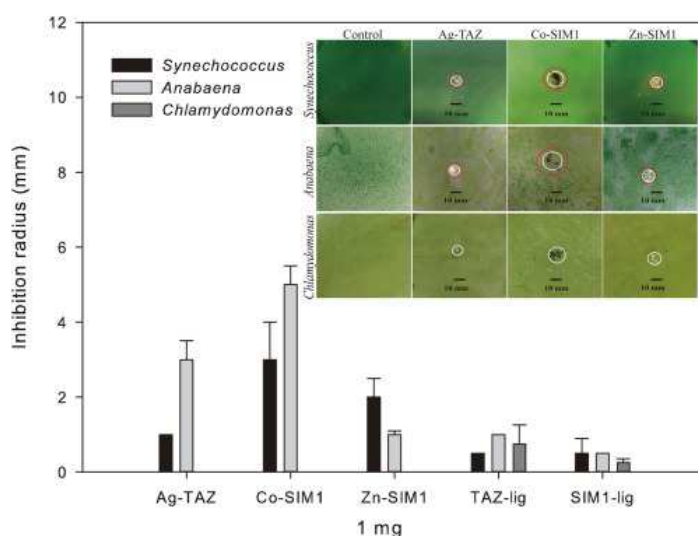 12
10
8
6
4
2
0
Inhibition radius (mm)
Synechococcus
Anabaena
Chlamydomonas
Control Ag-TAZ Co-SIM1 Zn-SIM1
Synechococcus
10 mm 10 mm 10 mm
Anabaena
10 mm 10 mm 10 mm
Chlamydomonas
10 mm 10 mm 10 mm
Ag-TAZ Co-SIM1 Zn-SIM1 TAZ-lig SIM1-lig
1 mg